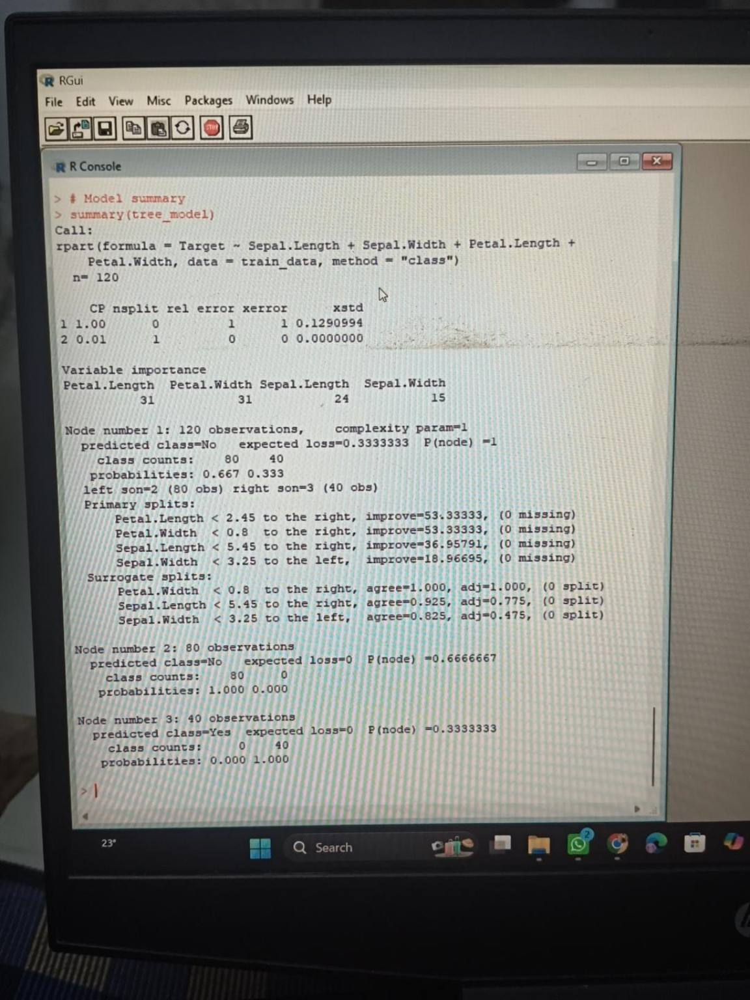 RGui
File Edit View Misc Packages Windows Help
STOP
R Console
> # Model summary
> summary(tree_model)
Call:
rpart(formula = Target ~ Sepal.Length + Sepal.Width + Petal.Length +
    Petal.Width, data = train_data, method = "class")
  n= 120
    CP nsplit rel error xerror      xstd
1 1.00      0         1      1 0.1290994
2 0.01      1         0      0 0.0000000
Variable importance
Petal.Length  Petal.Width Sepal.Length  Sepal.Width
          31           31           24           15
Node number 1: 120 observations,    complexity param=1
  predicted class=No   expected loss=0.3333333  P(node) =1
    class counts:    80    40
   probabilities: 0.667 0.333
  left son=2 (80 obs) right son=3 (40 obs)
  Primary splits:
      Petal.Length < 2.45 to the right, improve=53.33333, (0 missing)
      Petal.Width  < 0.8  to the right, improve=53.33333, (0 missing)
      Sepal.Length < 5.45 to the right, improve=36.95791, (0 missing)
      Sepal.Width  < 3.25 to the left,  improve=18.96695, (0 missing)
  Surrogate splits:
      Petal.Width  < 0.8  to the right, agree=1.000, adj=1.000, (0 split)
      Sepal.Length < 5.45 to the right, agree=0.925, adj=0.775, (0 split)
      Sepal.Width  < 3.25 to the left,  agree=0.825, adj=0.475, (0 split)
Node number 2: 80 observations
  predicted class=No   expected loss=0  P(node) =0.6666667
    class counts:    80     0
   probabilities: 1.000 0.000
Node number 3: 40 observations
  predicted class=Yes  expected loss=0  P(node) =0.3333333
    class counts:     0    40
   probabilities: 0.000 1.000
>
23°
Search
2